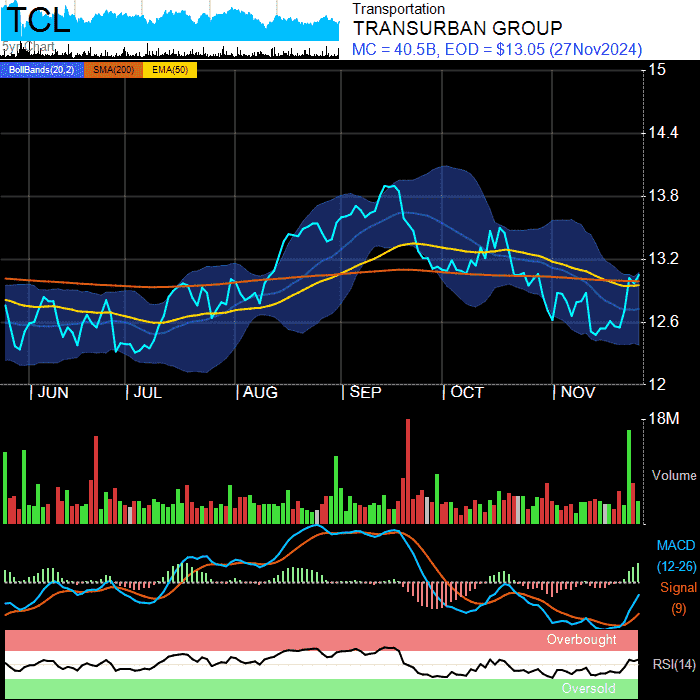 TCL
Transportation
TRANSURBAN GROUP
MC = 40.5B, EOD = $13.05 (27Nov2024)
BollBands(20,2) SMA(200) EMA(50)
15
14.4
13.8
13.2
12.6
12
JUN JUL AUG SEP OCT NOV
18M
Volume
MACD
(12-26)
Signal
(9)
Overbought
RSI(14)
Oversold